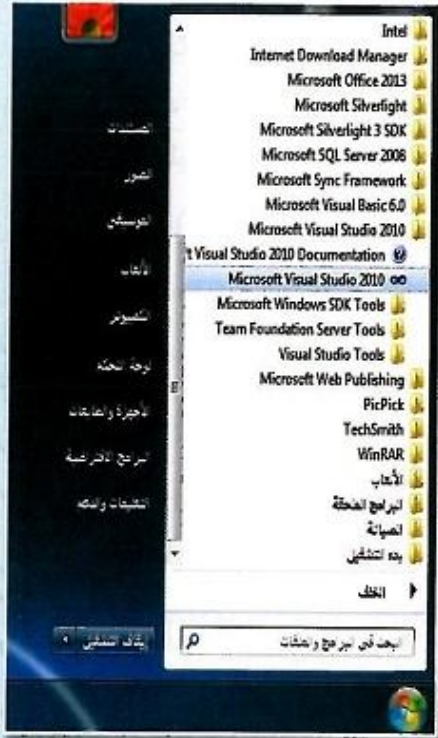 Intel
Internet Download Manager
Microsoft Office 2013
Microsoft Silverlight
Microsoft Silverlight 3 SDK
Microsoft SQL Server 2008
Microsoft Sync Framework
Microsoft Visual Basic 6.0
Microsoft Visual Studio 2010
t Visual Studio 2010 Documentation
Microsoft Visual Studio 2010
Microsoft Windows SDK Tools
Team Foundation Server Tools
Visual Studio Tools
Microsoft Web Publishing
PicPick
TechSmith
WinRAR
الألعاب
البرامج الملحقة
الصيانة
بدء التشغيل
الخلف
البحث في البرامج والملفات
المستندات
الصور
الموسيقى
الألعاب
الكمبيوتر
لوحة التحكم
الأجهزة والطابعات
البرامج الافتراضية
التعليمات والدعم
إيقاف التشغيل